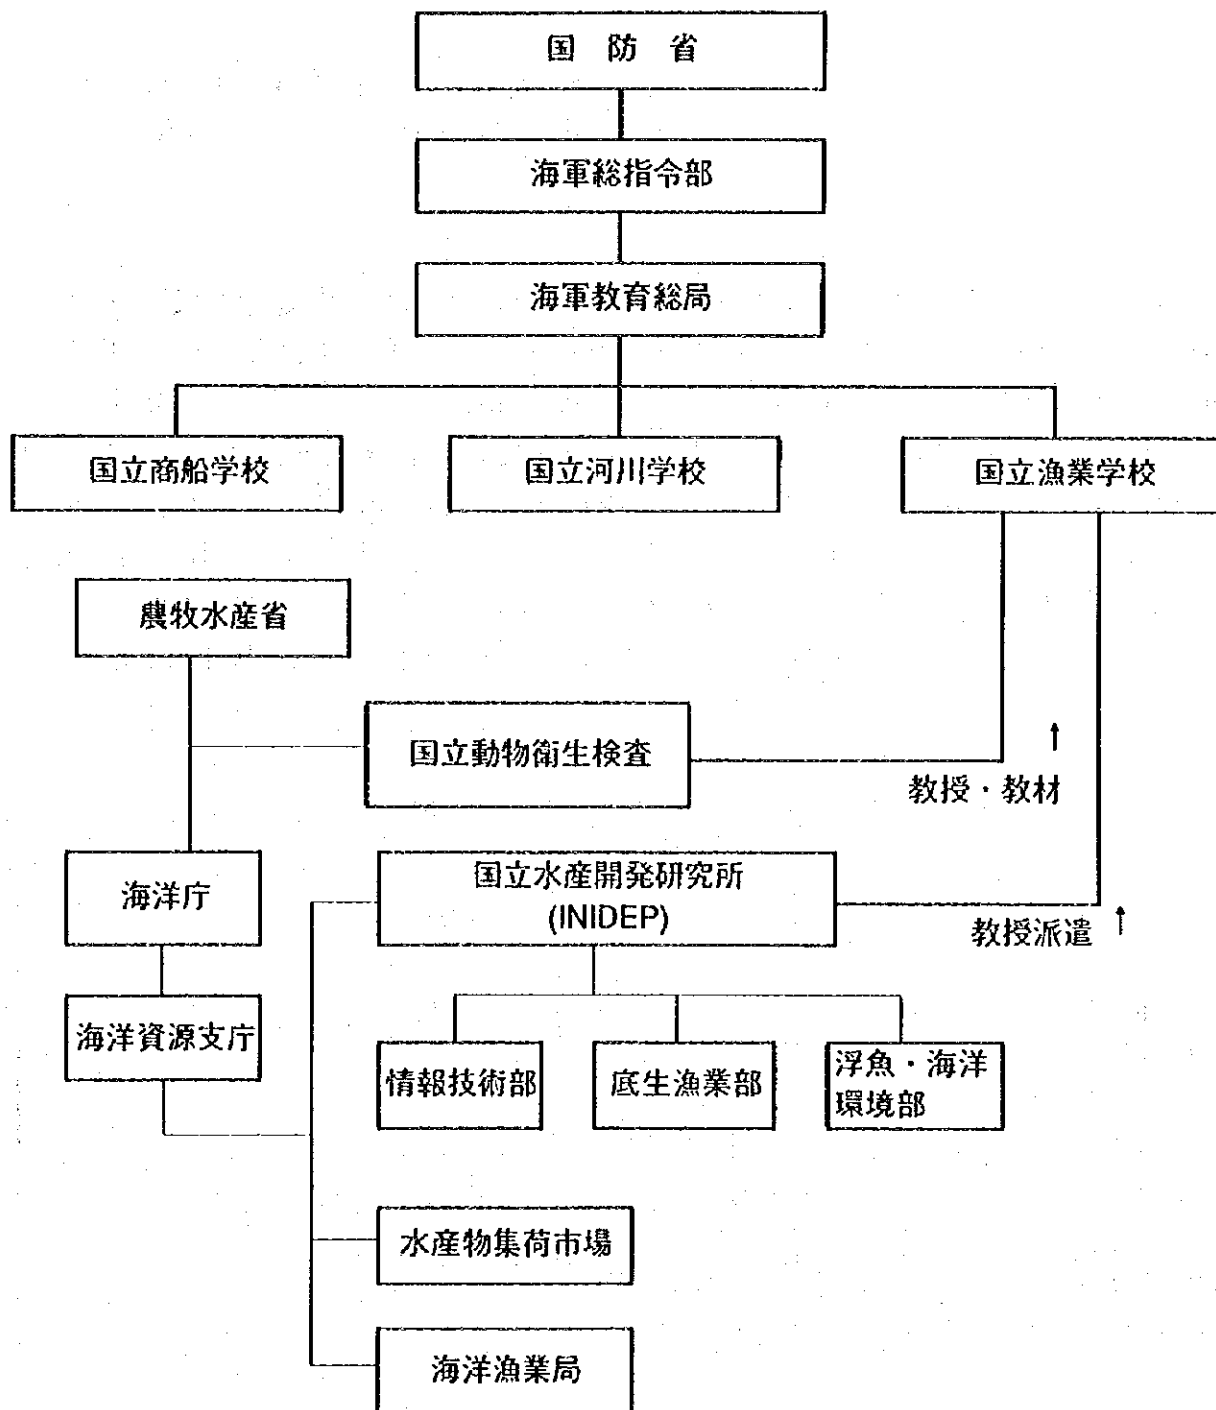 国 防 省
海軍総指令部
海軍教育総局
国立商船学校
国立河川学校
国立漁業学校
農牧水産省
国立動物衛生検査
教授・教材
海洋庁
国立水産開発研究所
(INIDEP)
教授派遣
海洋資源支庁
情報技術部
底生漁業部
浮魚・海洋
環境部
水産物集荷市場
海洋漁業局